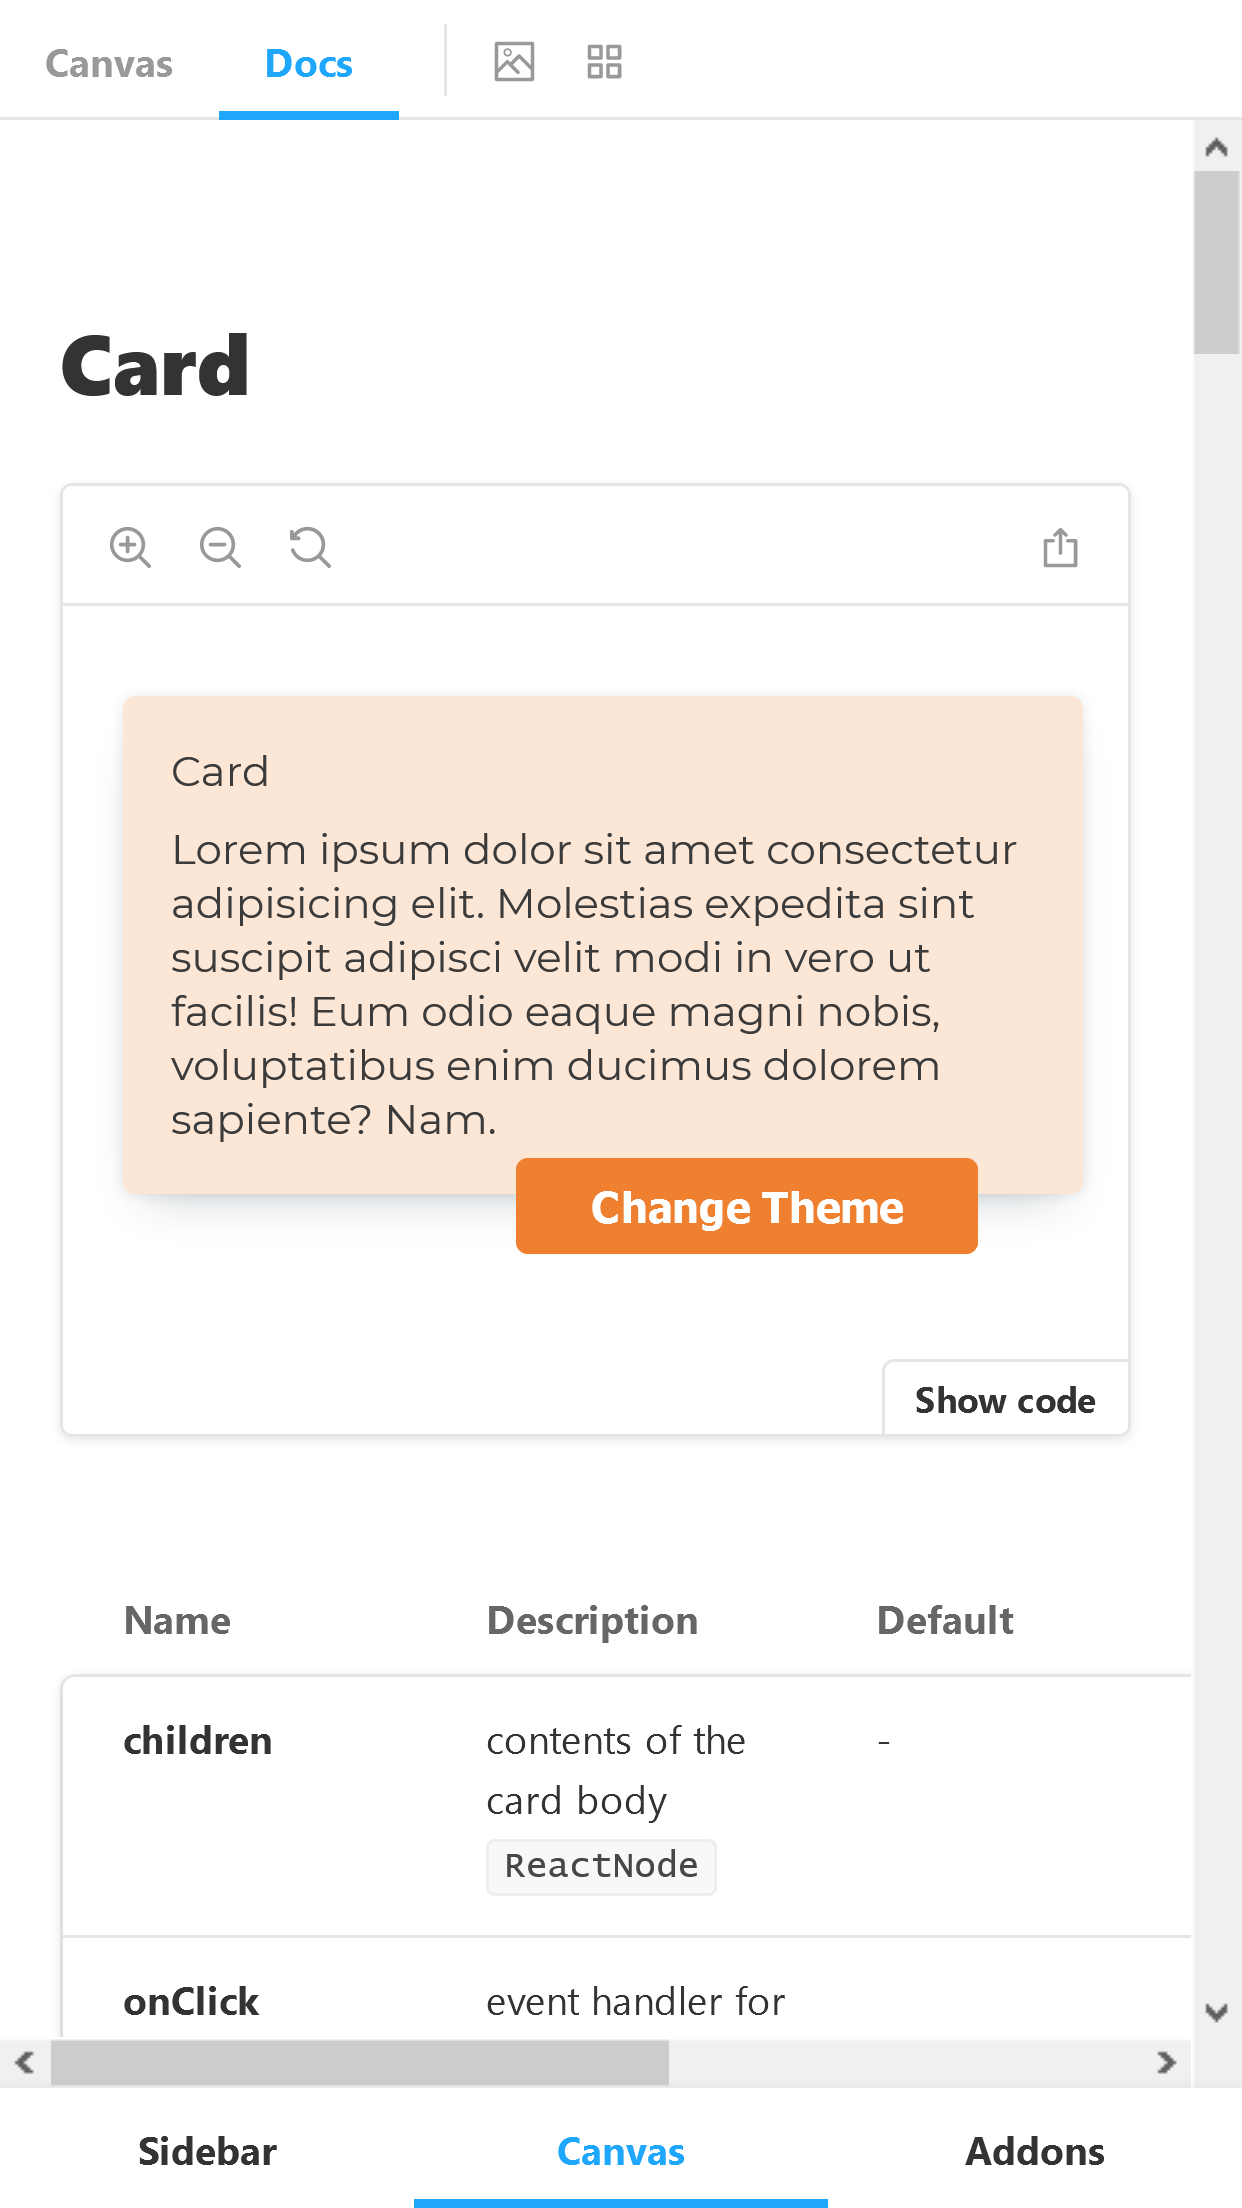 Canvas Docs
Card
Card
Lorem ipsum dolor sit amet consectetur
adipisicing elit. Molestias expedita sint
suscipit adipisci velit modi in vero ut
facilis! Eum odio eaque magni nobis,
voluptatibus enim ducimus dolorem
sapiente? Nam.
Change Theme
Show code
Name Description Default
children contents of the -
card body
ReactNode
onClick event handler for
Sidebar Canvas Addons